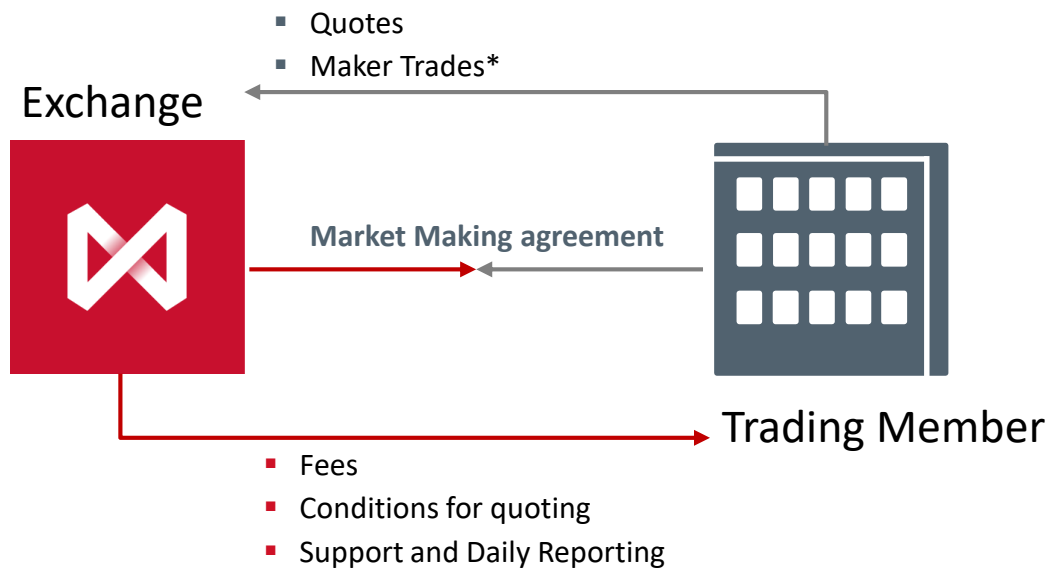 Quotes
Maker Trades*
Exchange
Market Making agreement
Trading Member
Fees
Conditions for quoting
Support and Daily Reporting